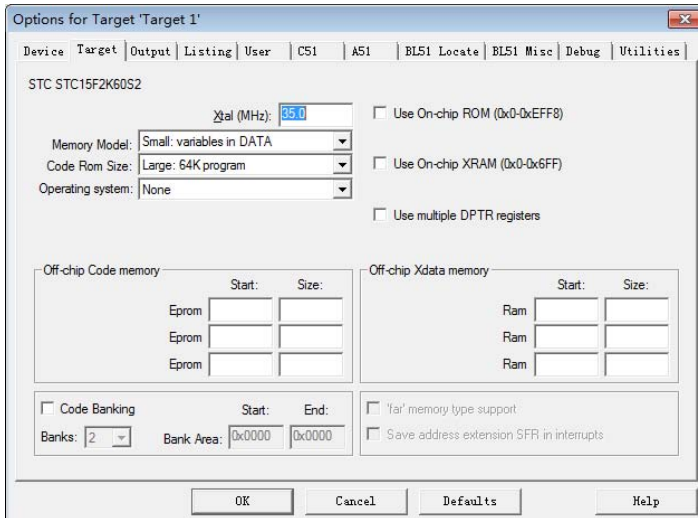 Options for Target 'Target 1'
Device Target Output Listing User C51 A51 BL51 Locate BL51 Misc Debug Utilities
STC STC15F2K60S2
Xtal (MHz): 35.0
Use On-chip ROM (0x0-0xEFF8)
Memory Model: Small: variables in DATA
Code Rom Size: Large: 64K program
Use On-chip XRAM (0x0-0x6FF)
Operating system: None
Use multiple DPTR registers
Off-chip Code memory
Start: Size:
Eprom
Eprom
Eprom
Off-chip Xdata memory
Start: Size:
Ram
Ram
Ram
Code Banking Start: End:
Banks: 2 Bank Area: 0x0000 0x0000
'far' memory type support
Save address extension SFR in interrupts
OK Cancel Defaults Help